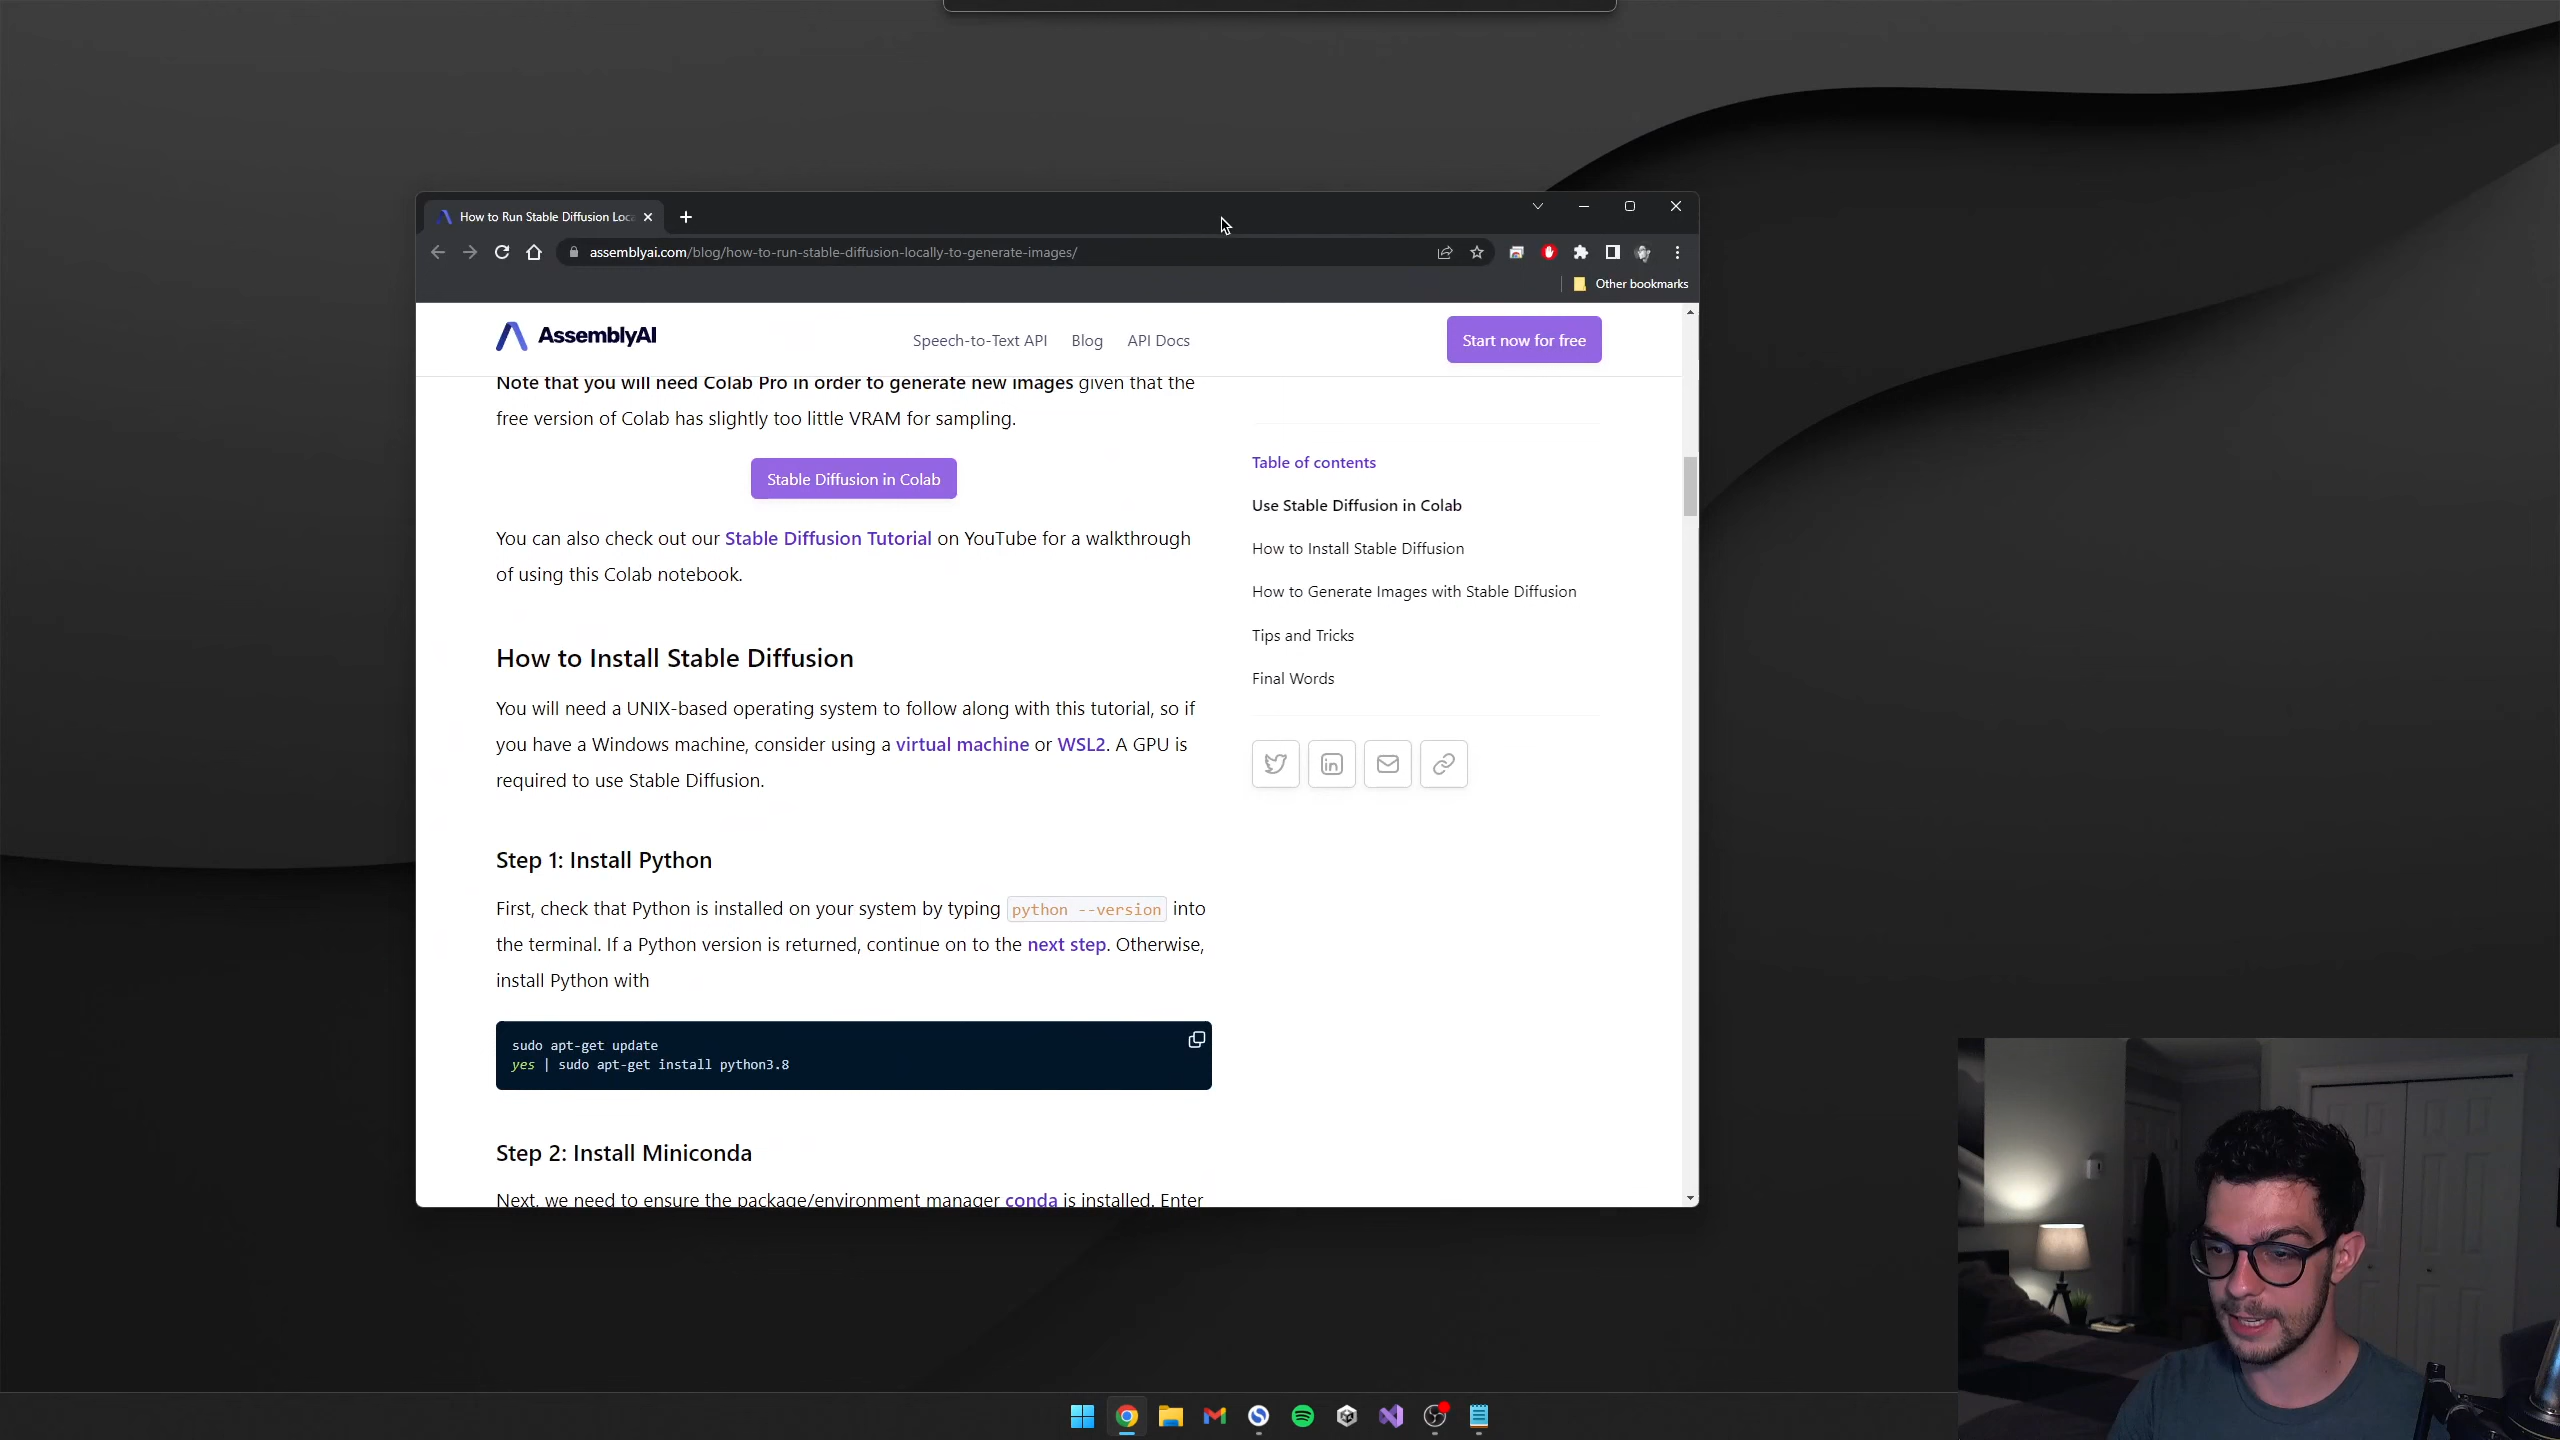 How to Run Stable Diffusion Loc
assemblyai.com/blog/how-to-run-stable-diffusion-locally-to-generate-images/
Other bookmarks
AssemblyAI
Speech-to-Text API
Blog
API Docs
Start now for free
Note that you will need Colab Pro in order to generate new images given that the
free version of Colab has slightly too little VRAM for sampling.
Stable Diffusion in Colab
You can also check out our Stable Diffusion Tutorial on YouTube for a walkthrough
of using this Colab notebook.
How to Install Stable Diffusion
You will need a UNIX-based operating system to follow along with this tutorial, so if
you have a Windows machine, consider using a virtual machine or WSL2. A GPU is
required to use Stable Diffusion.
Step 1: Install Python
First, check that Python is installed on your system by typing python --version into
the terminal. If a Python version is returned, continue on to the next step. Otherwise,
install Python with
sudo apt-get update
yes | sudo apt-get install python3.8
Step 2: Install Miniconda
Next, we need to ensure the package/environment manager conda is installed. Enter
Table of contents
Use Stable Diffusion in Colab
How to Install Stable Diffusion
How to Generate Images with Stable Diffusion
Tips and Tricks
Final Words